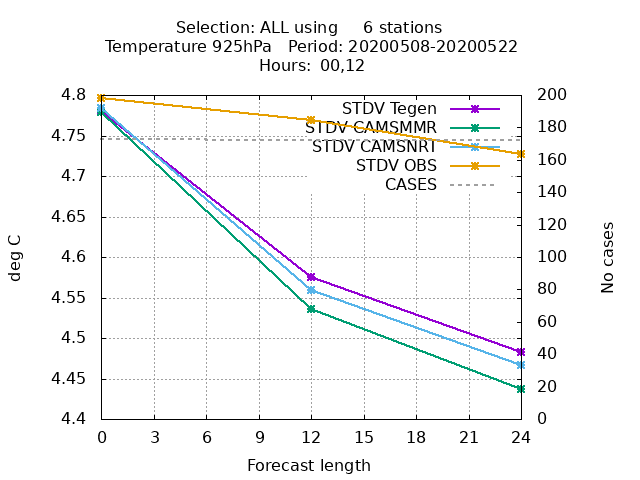 Selection: ALL using     6 stations
Temperature 925hPa   Period: 20200508-20200522
Hours: 00,12
4.8
4.75
4.7
4.65
4.6
4.55
4.5
4.45
4.4
deg C
STDV Tegen
STDV CAMSMMR
STDV CAMSNRT
STDV OBS
CASES
200
180
160
140
120
100
80
60
40
20
0
No cases
0 3 6 9 12 15 18 21 24
Forecast length